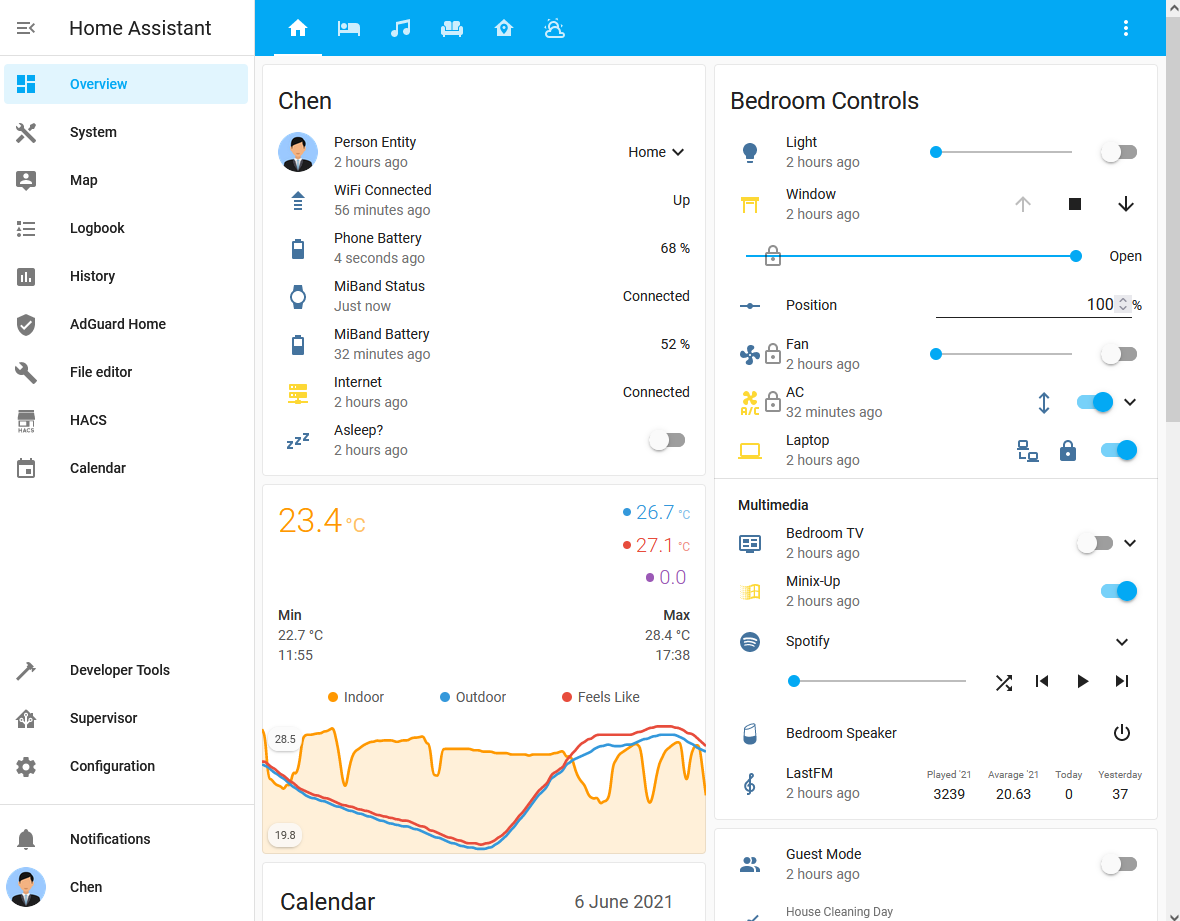 Home Assistant
Overview
System
Map
Logbook
History
AdGuard Home
File editor
HACS
HACS
Calendar
Developer Tools
Supervisor
Configuration
Notifications
Chen
Chen
Person Entity
2 hours ago
Home
WiFi Connected
56 minutes ago
Up
Phone Battery
4 seconds ago
68 %
MiBand Status
Just now
Connected
MiBand Battery
32 minutes ago
52 %
Internet
2 hours ago
Connected
zzz
Asleep?
2 hours ago
23.4 °C
26.7 °C
27.1 °C
0.0
Min
22.7 °C
11:55
Max
28.4 °C
17:38
Indoor
Outdoor
Feels Like
28.5
19.8
Calendar
6 June 2021
Bedroom Controls
Light
2 hours ago
Window
2 hours ago
Open
Position
100 %
Fan
2 hours ago
A/C
AC
32 minutes ago
Laptop
2 hours ago
Multimedia
Bedroom TV
2 hours ago
Minix-Up
2 hours ago
Spotify
Bedroom Speaker
LastFM
2 hours ago
Played '21 Avarage '21 Today Yesterday
3239 20.63 0 37
Guest Mode
2 hours ago
House Cleaning Day